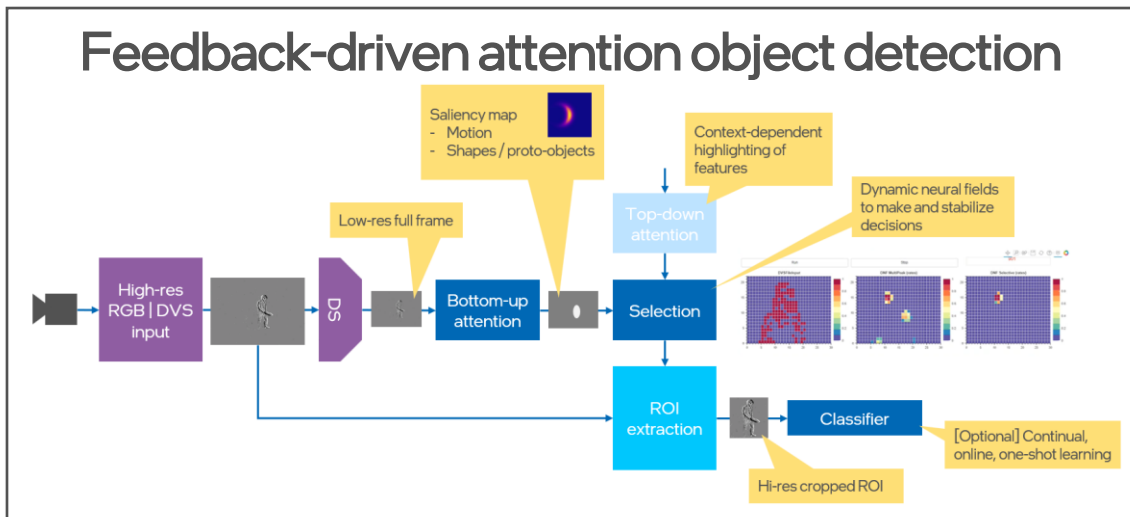 Feedback-driven attention object detection
Saliency map
- Motion
- Shapes / proto-objects
Context-dependent
highlighting of
features
Dynamic neural fields
to make and stabilize
decisions
Low-res full frame
Top-down
attention
High-res
RGB | DVS
input
DS
Bottom-up
attention
Selection
ROI
extraction
Classifier
Hi-res cropped ROI
[Optional] Continual,
online, one-shot learning